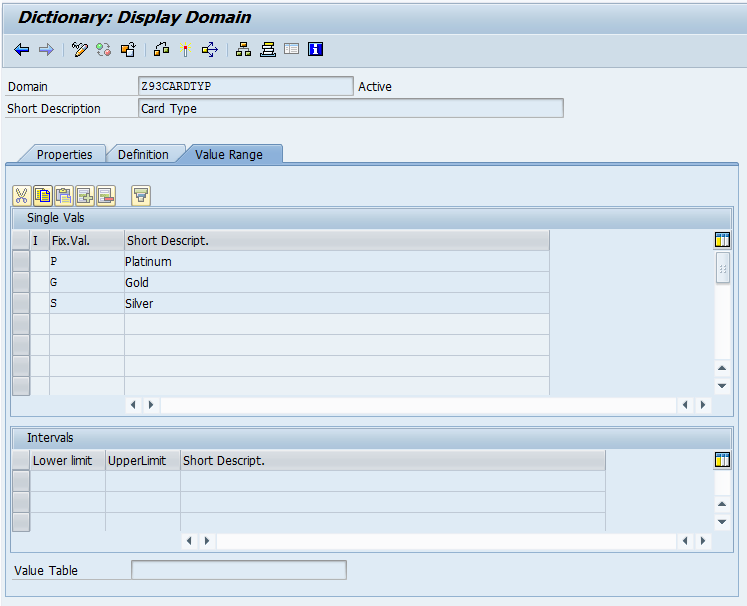 Dictionary: Display Domain
Domain Z93CARDTYP Active
Short Description Card Type
Properties Definition Value Range
Single Vals
I Fix.Val. Short Descript.
P Platinum
G Gold
S Silver
Intervals
Lower limit UpperLimit Short Descript.
Value Table